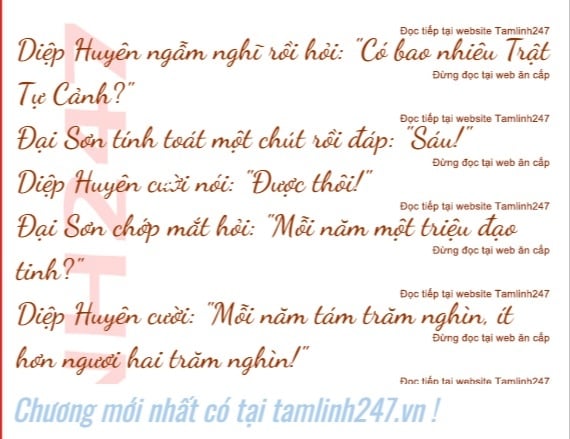 Đọc tiếp tại website Tamlinh247
Diệp Huyên ngẫm nghĩ rồi hỏi: "Có bao nhiêu Trật
Đừng đọc tại web ăn cắp
Tự Cảnh?"
Đọc tiếp tại website Tamlinh247
Đại Sơn tính toát một chút rồi đáp: "Sáu!"
Đừng đọc tại web ăn cắp
Diệp Huyên cười nói: "Được thôi!"
Đọc tiếp tại website Tamlinh247
Đại Sơn chớp mắt hỏi: "Mỗi năm một triệu đạo
Đừng đọc tại web ăn cắp
tinh?"
Đọc tiếp tại website Tamlinh247
Diệp Huyên cười: "Mỗi năm tám trăm nghìn, ít
Đừng đọc tại web ăn cắp
hơn ngươi hai trăm nghìn!"
Đọc tiếp tại website Tamlinh247
NH247
Chương mới nhất có tại tamlinh247.vn !